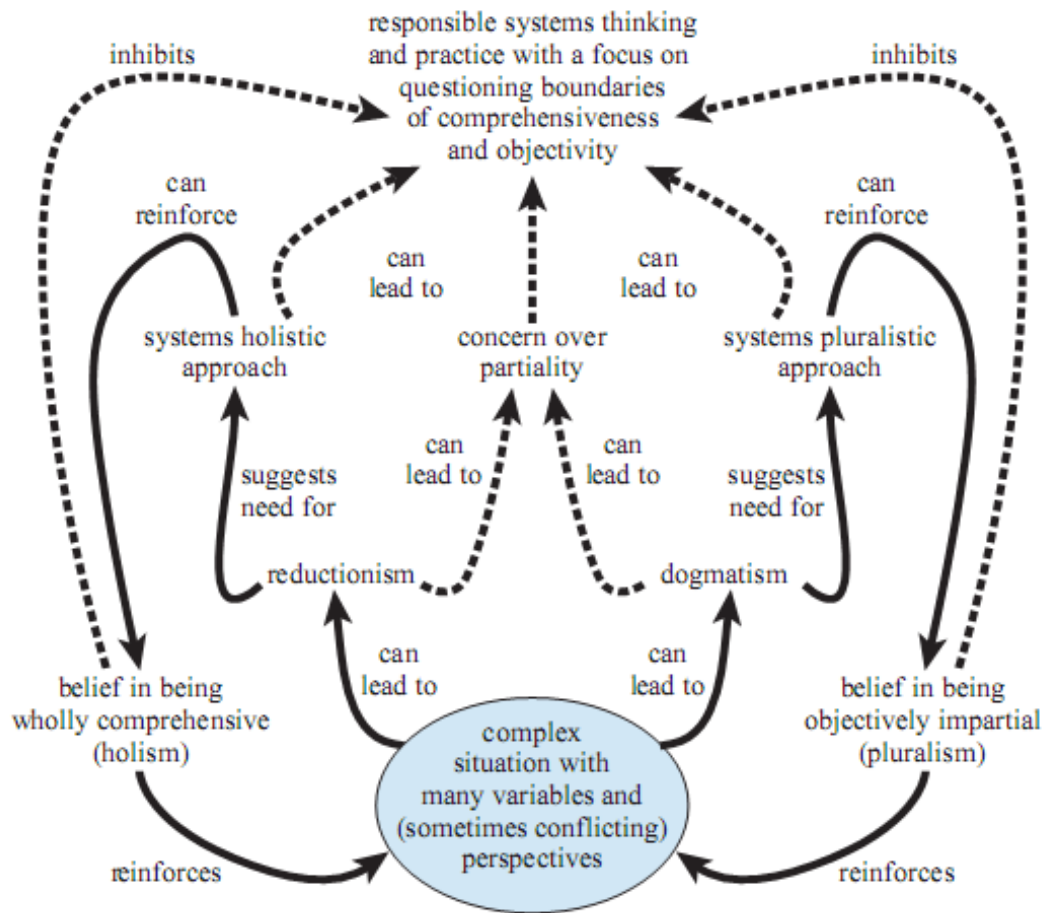 responsible systems thinking
and practice with a focus on
questioning boundaries
of comprehensiveness
and objectivity
inhibits
inhibits
can
reinforce
can
reinforce
can
lead to
can
lead to
systems holistic
approach
concern over
partiality
systems pluralistic
approach
suggests
need for
can
lead to
can
lead to
suggests
need for
reductionism
dogmatism
can
lead to
can
lead to
belief in being
wholly comprehensive
(holism)
belief in being
objectively impartial
(pluralism)
complex
situation with
many variables and
(sometimes conflicting)
perspectives
reinforces
reinforces